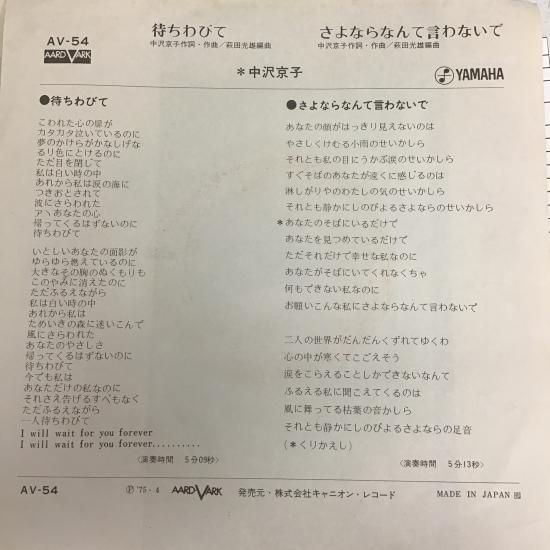 AV-54
AARDVARK
待ちわびて
中沢京子作詞・作曲/萩田光雄編曲
さよならなんて言わないで
中沢京子作詞・作曲/萩田光雄編曲
＊中沢京子
YAMAHA
●待ちわびて
こわれた心の扉が
カタカタ泣いているのに
夢のかけらがかなしげな
るり色にとけるのに
ただ目を閉じて
私は白い時の中
あれから私は涙の海に
つきおとされて
波にさらわれた
アヽあなたの心
帰ってくるはずないのに
待ちわびて
いとしいあなたの面影が
ゆらゆら燃えているのに
大きなその胸のぬくもりも
このやみに消えたのに
ただふるえながら
私は白い時の中
あれから私は
ためいきの森に迷いこんで
風にさらわれた
あなたのやさしさ
帰ってくるはずないのに
待ちわびて
今でも私は
あなただけの私なのに
それさえ告げるすべもなく
ただふるえながら
一人待ちわびて
I will wait for you forever
I will wait for you forever..........
〈演奏時間 5分09秒〉
●さよならなんて言わないで
あなたの顔がはっきり見えないのは
やさしくけむる小雨のせいかしら
それとも私の目にうかぶ涙のせいかしら
すぐそばのあなたが遠くに感じるのは
淋しがりやのわたしの気のせいかしら
それとも静かにしのびよるさよならのせいかしら
＊あなたのそばにいるだけで
あなたを見つめているだけで
ただそれだけで幸せな私なのに
あなたがそばにいてくれなくちゃ
何もできない私なのに
お願いこんな私にさよならなんて言わないで
二人の世界がだんだんくずれてゆくわ
心の中が寒くてこごえそう
涙をこらえることしかできないなんて
ふるえる私に聞こえてくるのは
風に舞ってる枯葉の音かしら
それとも静かにしのびよるさよならの足音
(＊くりかえし)
〈演奏時間 5分13秒〉
AV-54
Ⓟ '75・4
AARDVARK
発売元・株式会社キャニオン・レコード
MADE IN JAPAN